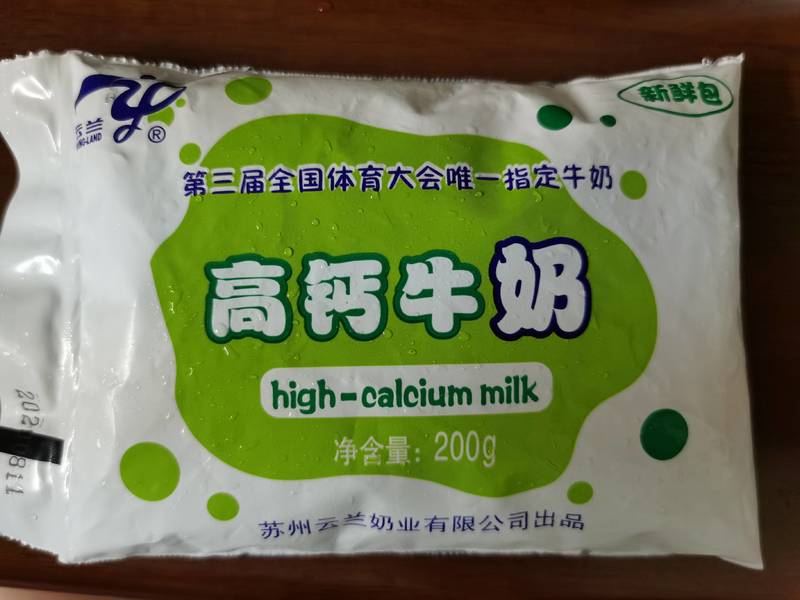 新鲜包
云兰
®
第三届全国体育大会唯一指定牛奶
高钙牛奶
high-calcium milk
净含量：200g
苏州云兰奶业有限公司出品